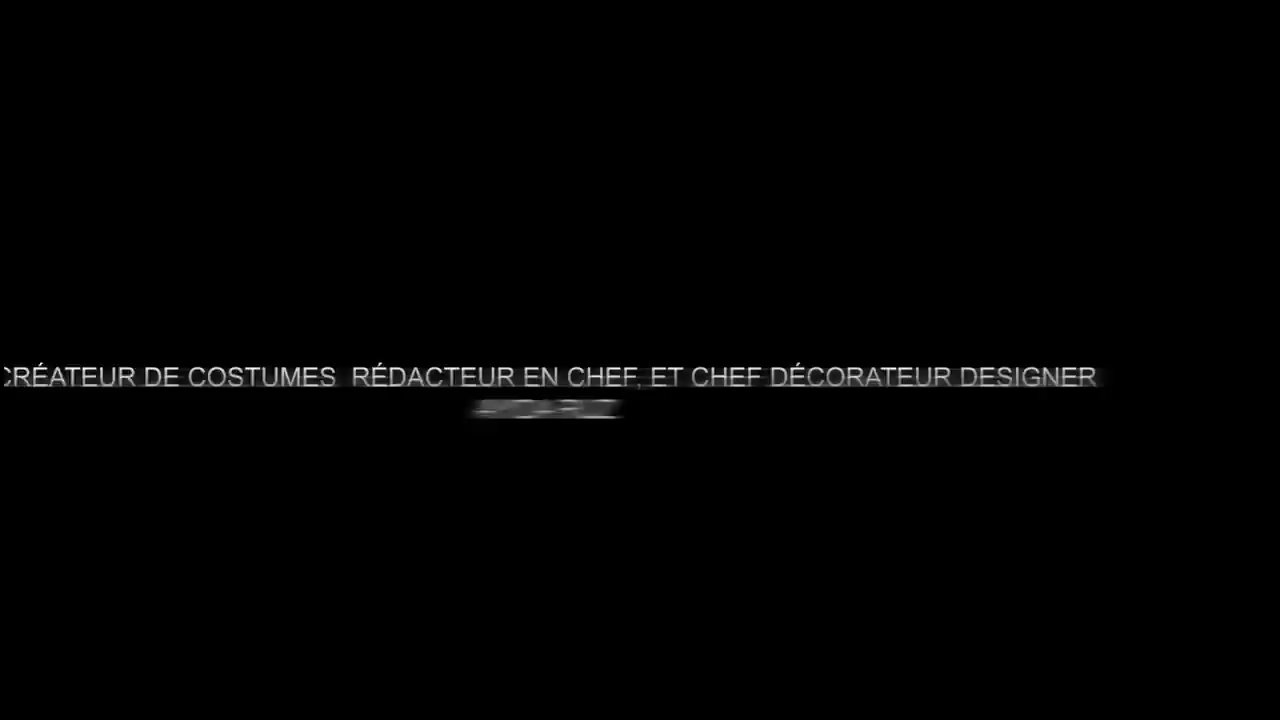 CRÉATEUR DE COSTUMES RÉDACTEUR EN CHEF, ET CHEF DÉCORATEUR DESIGNER